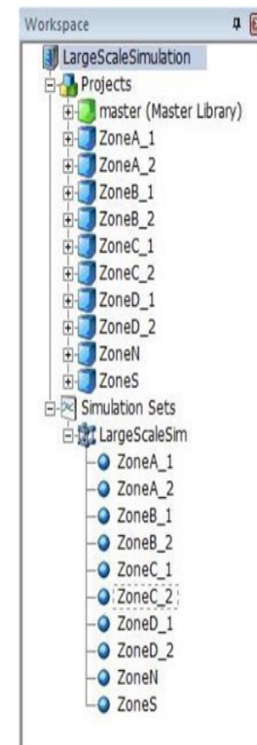 Workspace
LargeScaleSimulation
Projects
master (Master Library)
ZoneA_1
ZoneA_2
ZoneB_1
ZoneB_2
ZoneC_1
ZoneC_2
ZoneD_1
ZoneD_2
ZoneN
ZoneS
Simulation Sets
LargeScaleSim
ZoneA_1
ZoneA_2
ZoneB_1
ZoneB_2
ZoneC_1
ZoneC_2
ZoneD_1
ZoneD_2
ZoneN
ZoneS